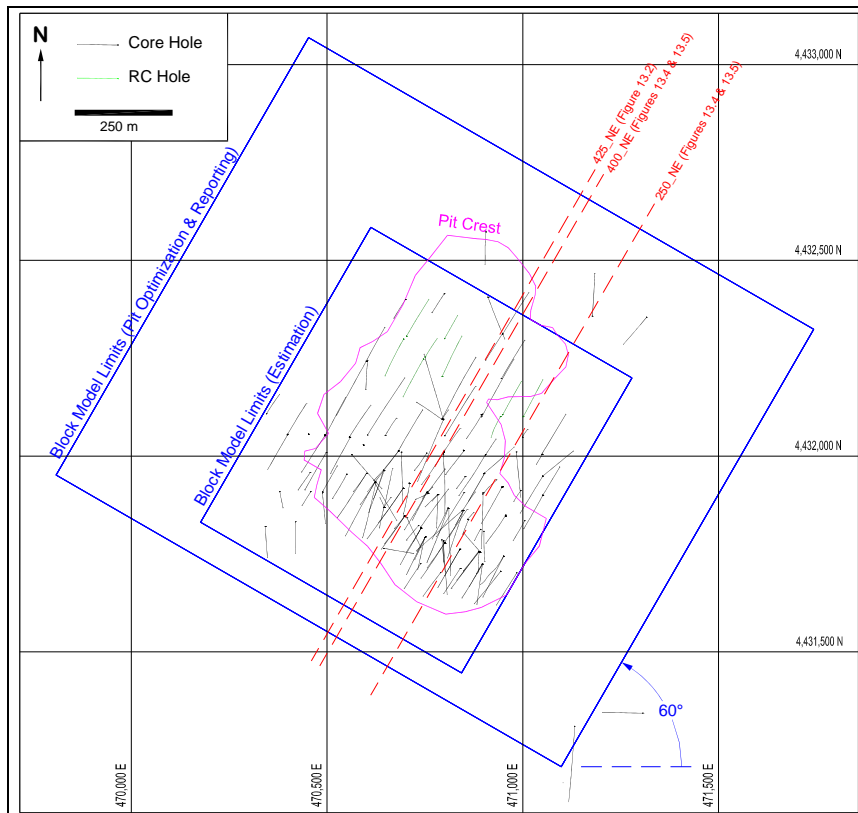 N
Core Hole
RC Hole
250 m
4,433,000 N
425_NE (Figure 13.2)
400_NE (Figures 13.4 & 13.5)
250_NE (Figures 13.4 & 13.5)
Block Model Limits (Pit Optimization & Reporting)
Pit Crest
4,432,500 N
Block Model Limits (Estimation)
4,432,000 N
4,431,500 N
60°
470,000 E
470,500 E
471,000 E
471,500 E